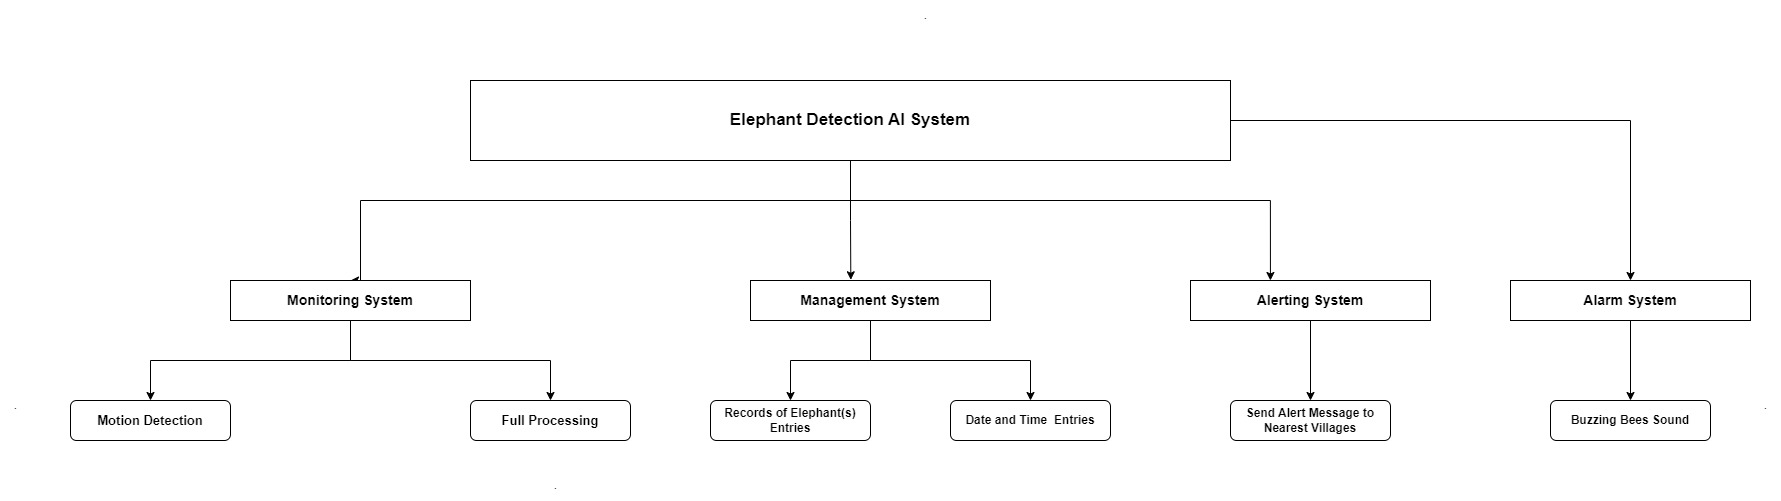 Elephant Detection AI System
Monitoring System
Management System
Alerting System
Alarm System
Motion Detection
Full Processing
Records of Elephant(s)
Entries
Date and Time  Entries
Send Alert Message to
Nearest Villages
Buzzing Bees Sound